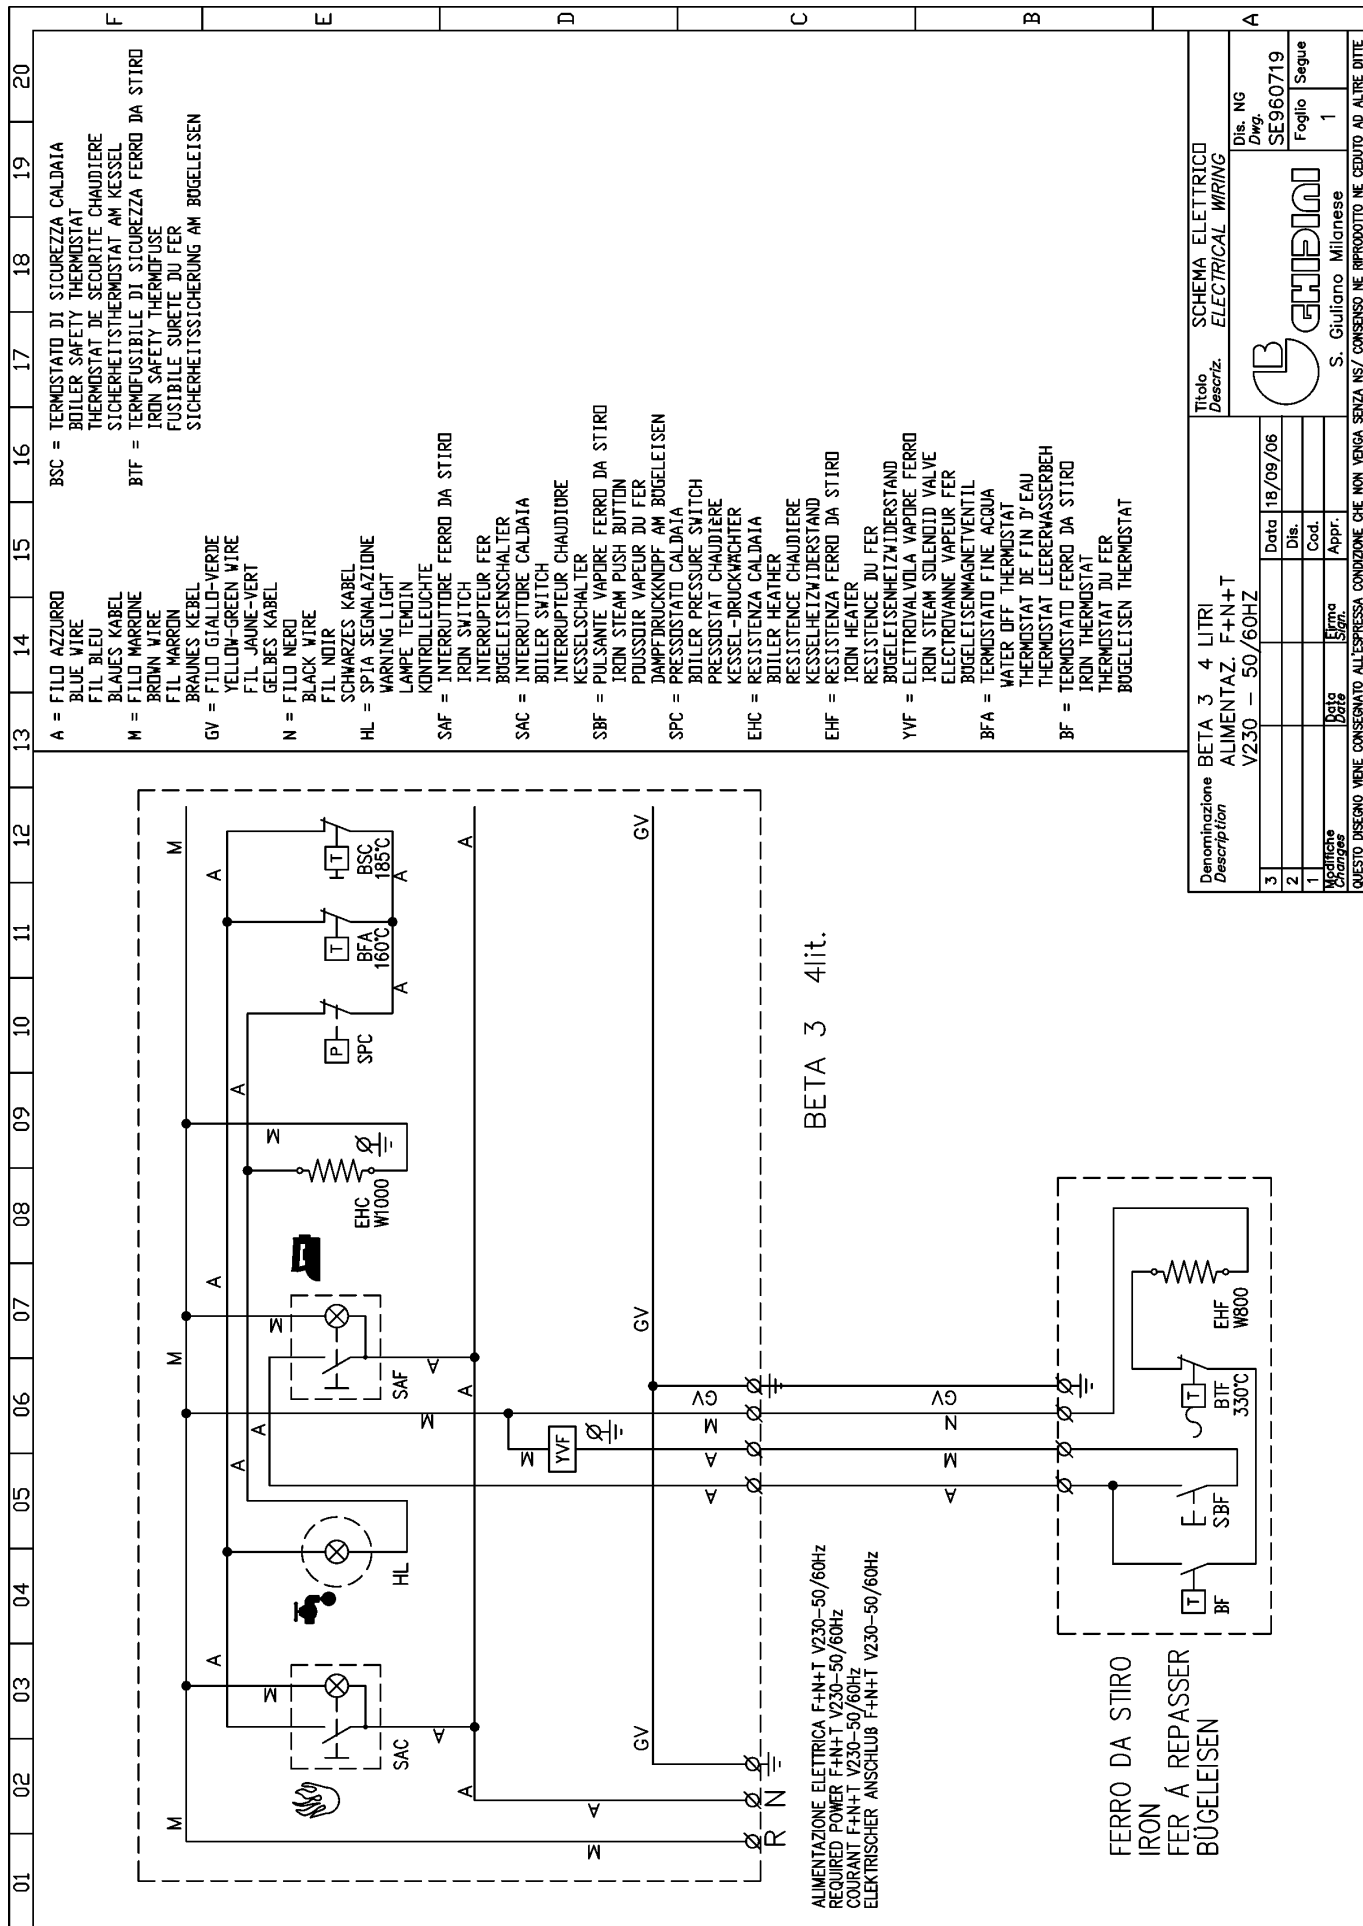 01 02 03 04 05 06 07 08 09 10 11 12 13 14 15 16 17 18 19 20
F
E
D
C
B
A
A = FILO AZZURRO
BLUE WIRE
FIL BLEU
BLAUES KABEL
M = FILO MARRONE
BROWN WIRE
FIL MARRON
BRAUNES KEBEL
GV = FILO GIALLO-VERDE
YELLOW-GREEN WIRE
FIL JAUNE-VERT
GELBES KABEL
N = FILO NERO
BLACK WIRE
FIL NOIR
SCHWARZES KABEL
HL = SPIA SEGNALAZIONE
WARNING LIGHT
LAMPE TEMOIN
KONTROLLEUCHTE
SAF = INTERRUTTORE FERRO DA STIRO
IRON SWITCH
INTERRUPTEUR FER
BÜGELEISENSCHALTER
SAC = INTERRUTTORE CALDAIA
BOILER SWITCH
INTERRUPTEUR CHAUDIURE
KESSELSCHALTER
SBF = PULSANTE VAPORE FERRO DA STIRO
IRON STEAM PUSH BUTTON
POUSSOIR VAPOUR DU FER
DAMPFDRUCKKNOPF AM BÜGELEISEN
SPC = PRESSOSTATO CALDAIA
BOILER PRESSURE SWITCH
PRESSOSTAT CHAUDIÈRE
KESSEL-DRUCKWÄCHTER
EHC = RESISTENZA CALDAIA
BOILER HEATHER
RESISTENCE CHAUDIERE
KESSELHEIZWIDERSTAND
EHF = RESISTENZA FERRO DA STIRO
IRON HEATER
RESISTENCE DU FER
BÜGELEISENHEIZWIDERSTAND
YVF = ELETTROVALVOLA VAPORE FERRO
IRON STEAM SOLENOID VALVE
ELECTROVANNE VAPEUR FER
BÜGELEISENMAGNETVENTIL
BFA = TERMOSTATO FINE ACQUA
WATER OFF THERMOSTAT
THERMOSTAT DE FIN D'EAU
THERMOSTAT LEERERWASSERBEH
BF = TERMOSTATO FERRO DA STIRO
IRON THERMOSTAT
THERMOSTAT DU FER
BÜGELEISEN THERMOSTAT
BSC = TERMOSTATO DI SICUREZZA CALDAIA
BOILER SAFETY THERMOSTAT
THERMOSTAT DE SECURITE CHAUDIERE
SICHERHEITSTHERMOSTAT AM KESSEL
BTF = TERMOFUSIBILE DI SICUREZZA FERRO DA STIRO
IRON SAFETY THERMOFUSE
FUSIBILE SURETE DU FER
SICHERHEITSSICHERUNG AM BÜGELEISEN
M M M
A A A A
A A
M M M
SAC
HL
SAF
EHC
W1000
P
SPC
T
BFA
160°C
T
BSC
185°C
A A
A A
A A A
M
M
YVF
GV GV GV
M A A A M GV
R N
A M N GV
BETA 3 4lit.
ALIMENTAZIONE ELETTRICA F+N+T V230-50/60Hz
REQUIRED POWER F+N+T V230-50/60Hz
COURANT F+N+T V230-50/60Hz
ELEKTRISCHER ANSCHLUß F+N+T V230-50/60Hz
T
BF
SBF
T
BTF
330°C
EHF
W800
FERRO DA STIRO
IRON
FER Á REPASSER
BÜGELEISEN
Denominazione
Description
BETA 3 4 LITRI
ALIMENTAZ. F+N+T
V230 – 50/60HZ
Titolo
Descriz.
SCHEMA ELETTRICO
ELECTRICAL WIRING
3
2
1
Modifiche
Changes
Data
Date
Firma
Sign.
Data 18/09/06
Dis.
Cod.
Appr.
B
GHIDINI
S. Giuliano Milanese
Dis. NG
Dwg.
SE960719
Foglio
1
Segue
QUESTO DISEGNO VIENE CONSEGNATO ALL'ESPRESSA CONDIZIONE CHE NON VENGA SENZA NS/ CONSENSO NE RIPRODOTTO NE CEDUTO AD ALTRE DITTE